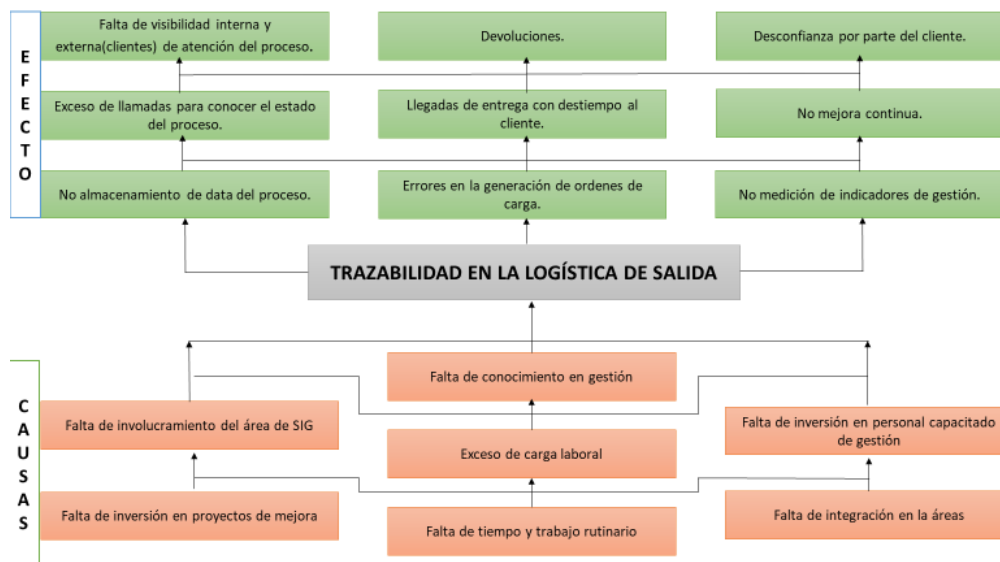 EFECTO
Falta de visibilidad interna y
externa(clientes) de atención del proceso.
Devoluciones.
Desconfianza por parte del cliente.
Exceso de llamadas para conocer el estado
del proceso.
Llegadas de entrega con destiempo al
cliente.
No mejora continua.
No almacenamiento de data del proceso.
Errores en la generación de ordenes de
carga.
No medición de indicadores de gestión.
TRAZABILIDAD EN LA LOGÍSTICA DE SALIDA
CAUSAS
Falta de conocimiento en gestión
Falta de involucramiento del área de SIG
Exceso de carga laboral
Falta de inversión en personal capacitado
de gestión
Falta de inversión en proyectos de mejora
Falta de tiempo y trabajo rutinario
Falta de integración en la áreas